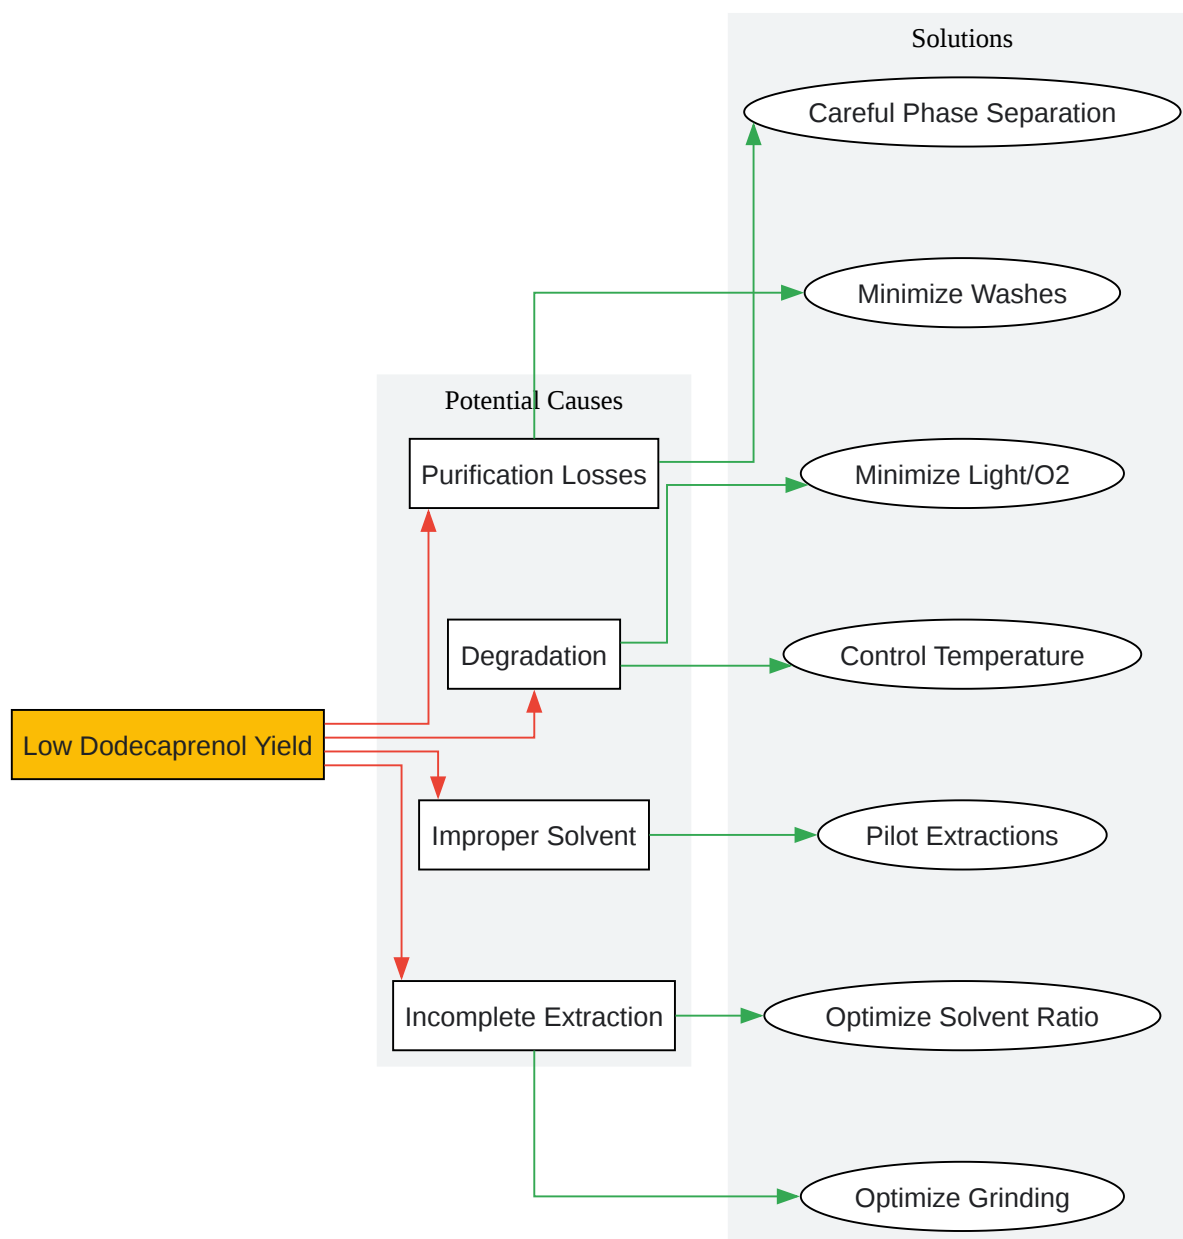 Solutions
Careful Phase Separation
Minimize Washes
Potential Causes
Purification Losses
Minimize Light/O2
Degradation
Control Temperature
Low Dodecaprenol Yield
Improper Solvent
Pilot Extractions
Incomplete Extraction
Optimize Solvent Ratio
Optimize Grinding